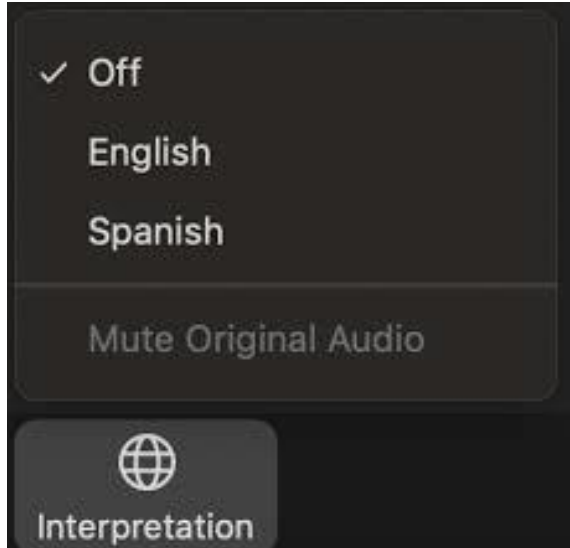 Off
English
Spanish
Mute Original Audio
Interpretation